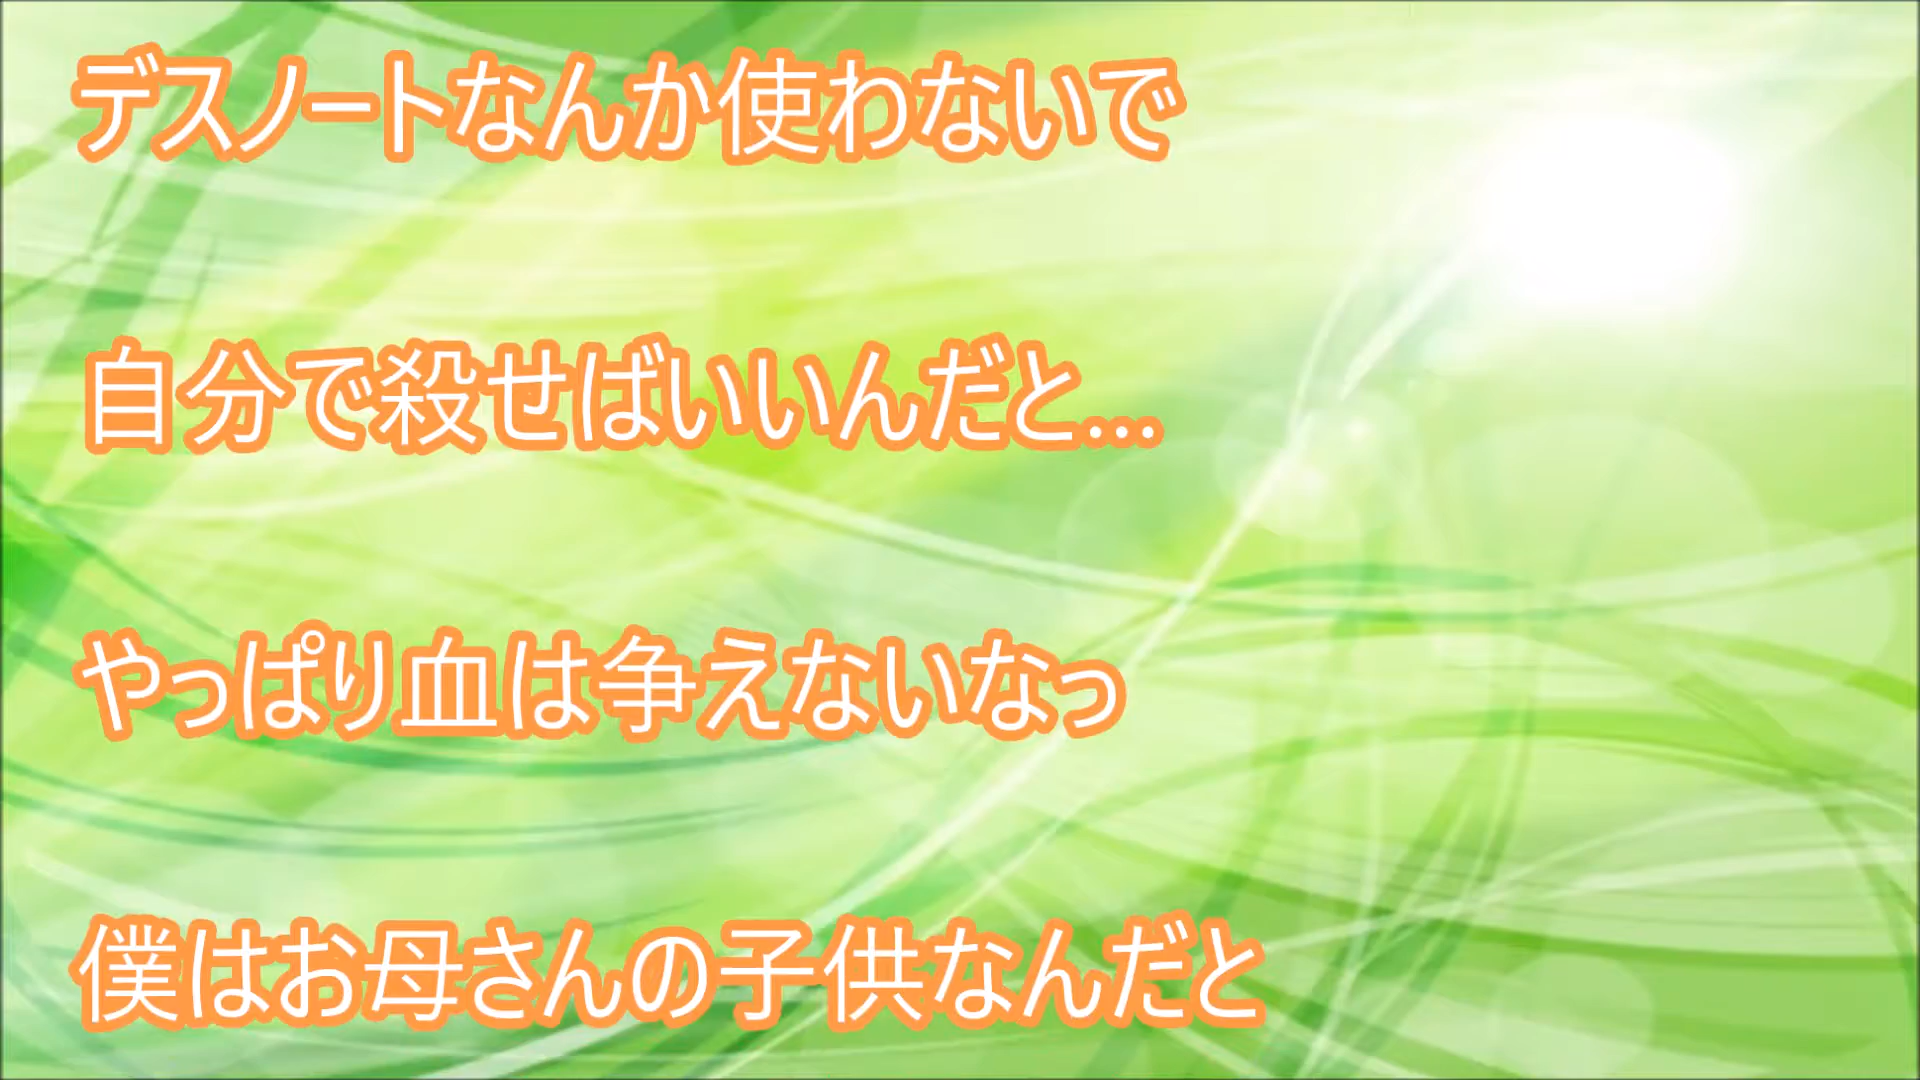 デスノートなんか使わないで
自分で殺せばいいんだと...
やっぱり血は争えないなっ
僕はお母さんの子供なんだと